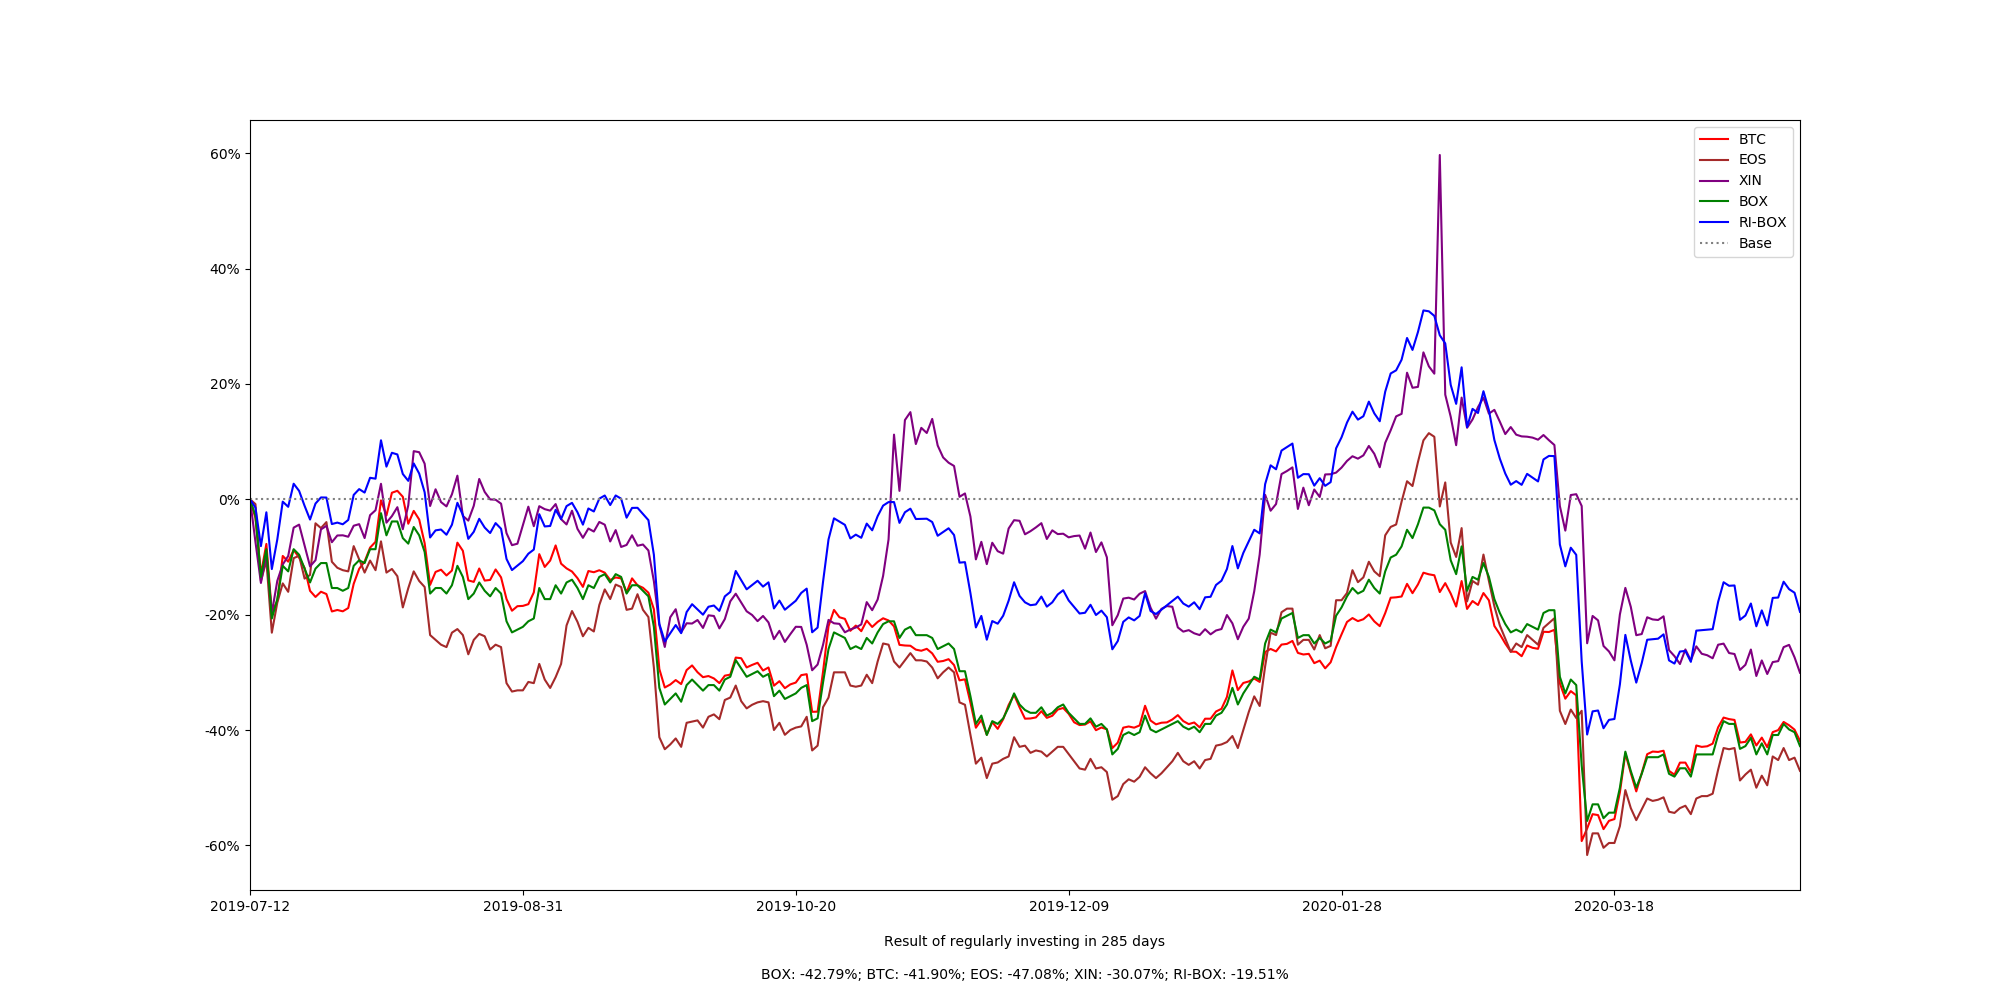 60%
40%
20%
0%
-20%
-40%
-60%
BTC
EOS
XIN
BOX
RI-BOX
Base
2019-07-12 2019-08-31 2019-10-20 2019-12-09 2020-01-28 2020-03-18
Result of regularly investing in 285 days
BOX: -42.79%; BTC: -41.90%; EOS: -47.08%; XIN: -30.07%; RI-BOX: -19.51%